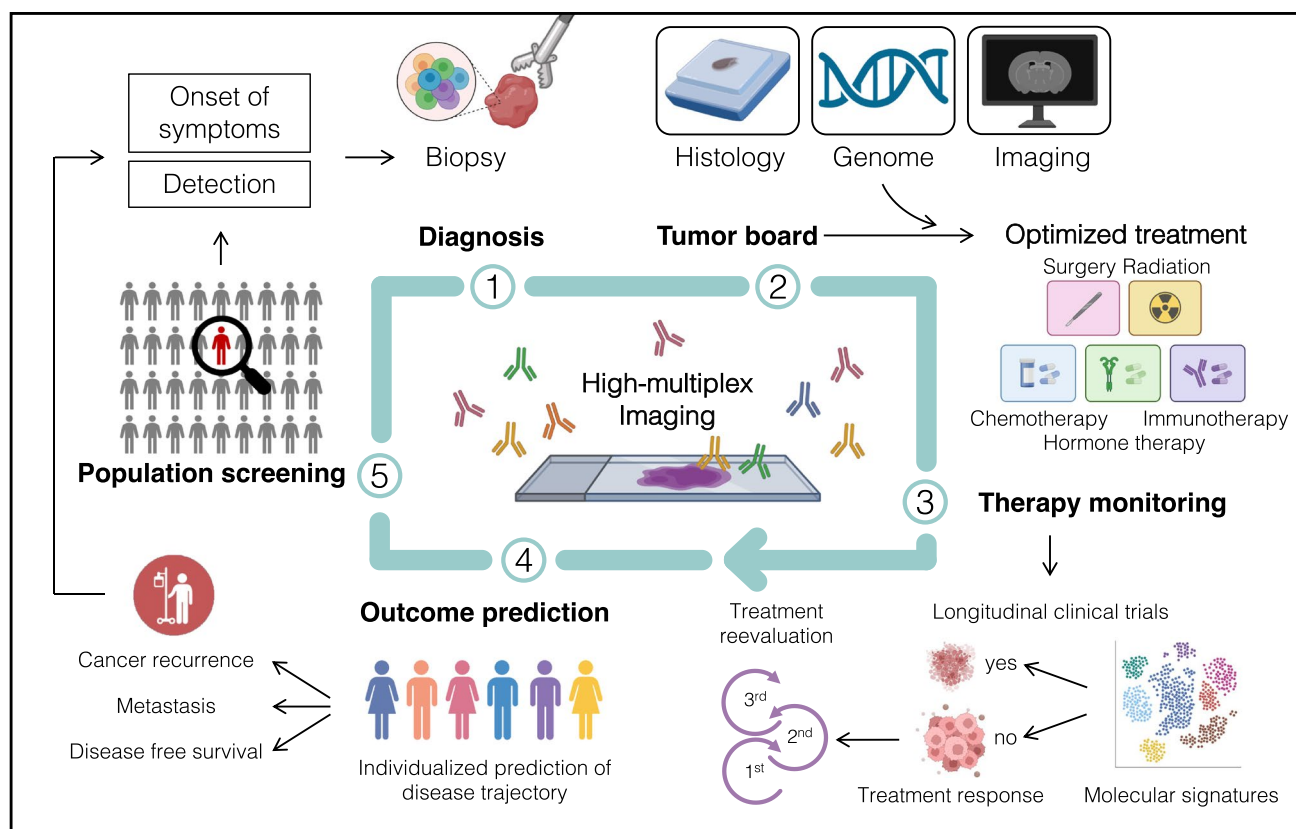 Onset of
symptoms
Detection
Biopsy
Histology
Genome
Imaging
Diagnosis
Tumor board
Optimized treatment
Surgery Radiation
Chemotherapy
Immunotherapy
Hormone therapy
1
2
High-multiplex
Imaging
Population screening
5
3
Therapy monitoring
4
Outcome prediction
Treatment
reevaluation
Longitudinal clinical trials
Cancer recurrence
Metastasis
Disease free survival
Individualized prediction of
disease trajectory
3rd
2nd
1st
yes
no
Treatment response
Molecular signatures